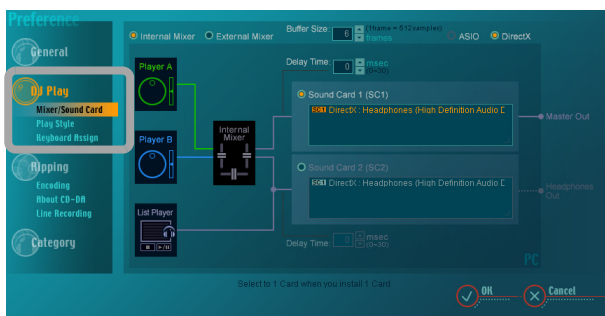 Preference
General
DJ Play
Mixer/Sound Card
Play Style
Keyboard Assign
Ripping
Encoding
About CD-DA
Line Recording
Category
Internal Mixer
External Mixer
Buffer Size:
6
(1frame = 512samples)
frames
ASIO
DirectX
Player A
Delay Time:
0
msec
(0~30)
Sound Card 1 (SC1)
SC1 DirectX : Headphones (High Definition Audio D
Master Out
Player B
Internal
Mixer
Sound Card 2 (SC2)
DirectX : Headphones (High Definition Audio D
Headphones
Out
List Player
Delay Time:
0
msec
(0~30)
PC
Select to 1 Card when you install 1 Card
OK
Cancel